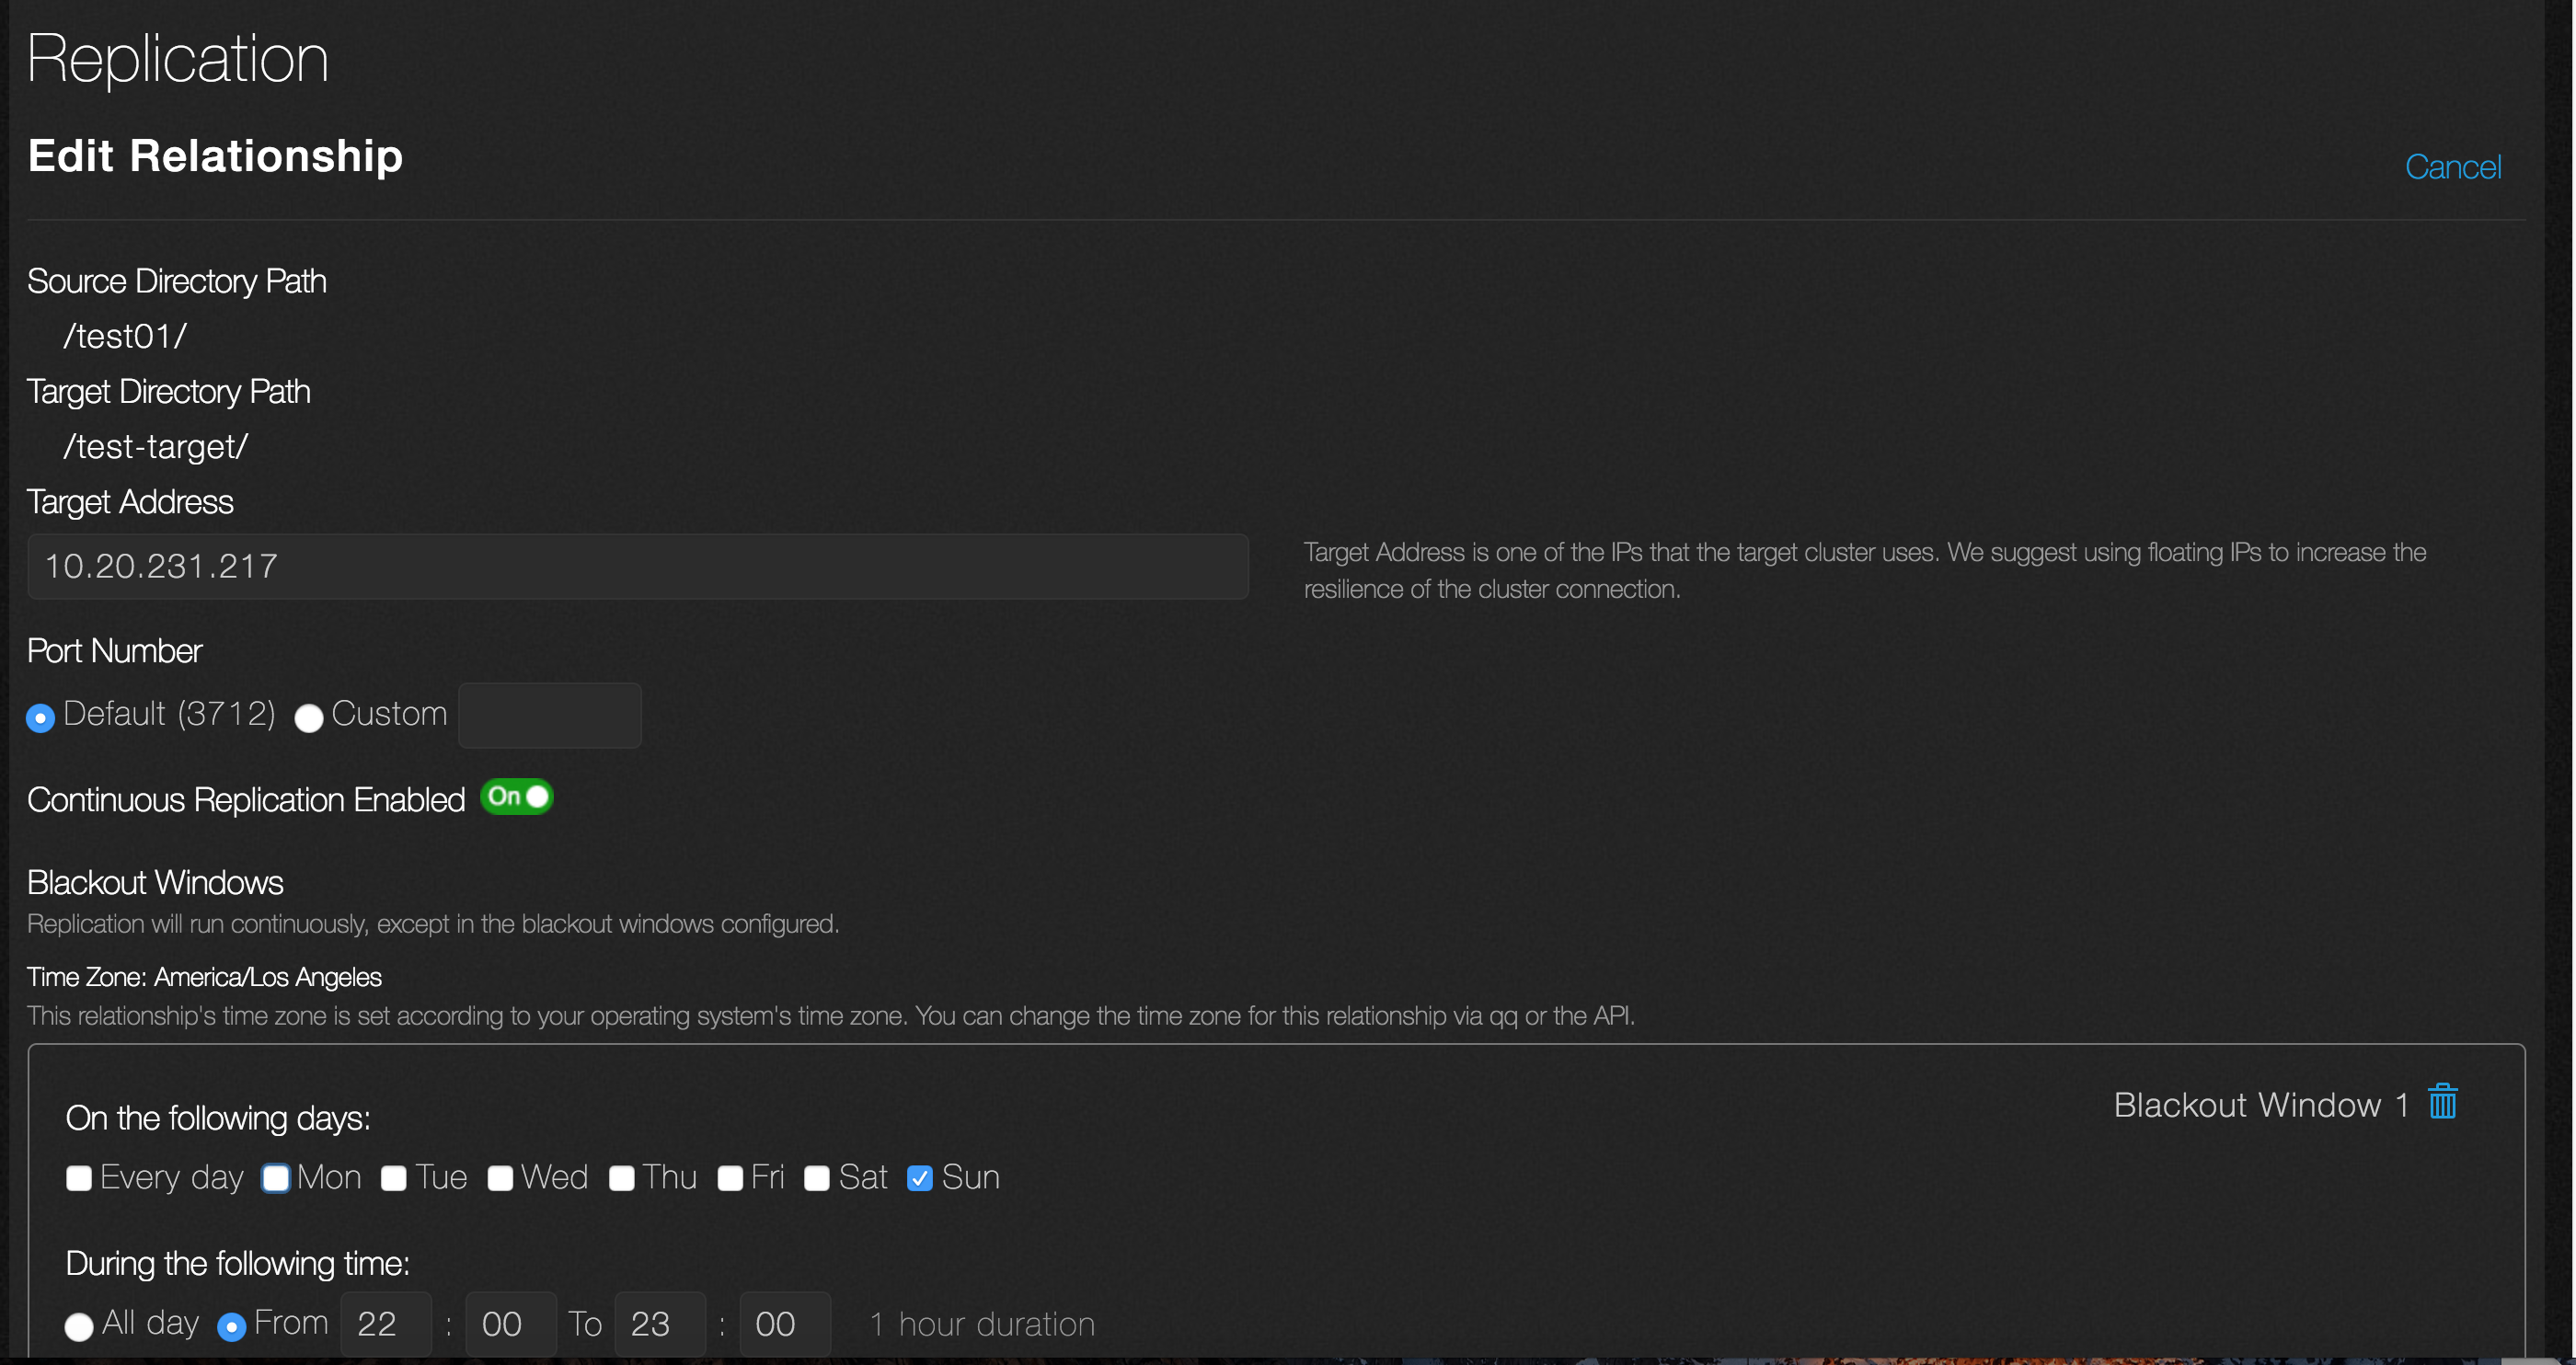 Replication
Edit Relationship
Cancel
Source Directory Path
/test01/
Target Directory Path
/test-target/
Target Address
10.20.231.217
Target Address is one of the IPs that the target cluster uses. We suggest using floating IPs to increase the
resilience of the cluster connection.
Port Number
Default (3712) Custom
Continuous Replication Enabled On
Blackout Windows
Replication will run continuously, except in the blackout windows configured.
Time Zone: America/Los Angeles
This relationship's time zone is set according to your operating system's time zone. You can change the time zone for this relationship via qq or the API.
Blackout Window 1
On the following days:
Every day Mon Tue Wed Thu Fri Sat Sun
During the following time:
All day From 22 : 00 To 23 : 00 1 hour duration